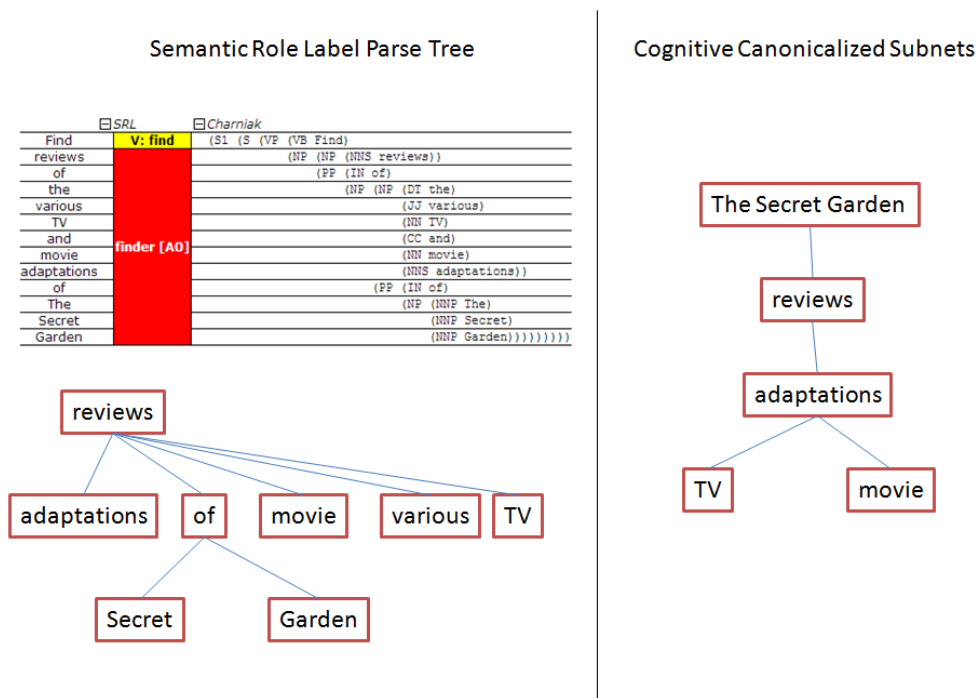 Semantic Role Label Parse Tree
Cognitive Canonicalized Subnets
SRL Charniak
Find V: find (S1 (S (VP (VB Find)
reviews (NP (NP (NNS reviews))
of (PP (IN of)
the (NP (NP (DT the)
various (JJ various)
TV (NN TV)
and (CC and)
movie finder [A0] (NN movie)
adaptations (NNS adaptations))
of (PP (IN of)
The (NP (NNP The)
Secret (NNP Secret)
Garden (NNP Garden)))))))))
reviews
adaptations of movie various TV
Secret Garden
The Secret Garden
reviews
adaptations
TV movie